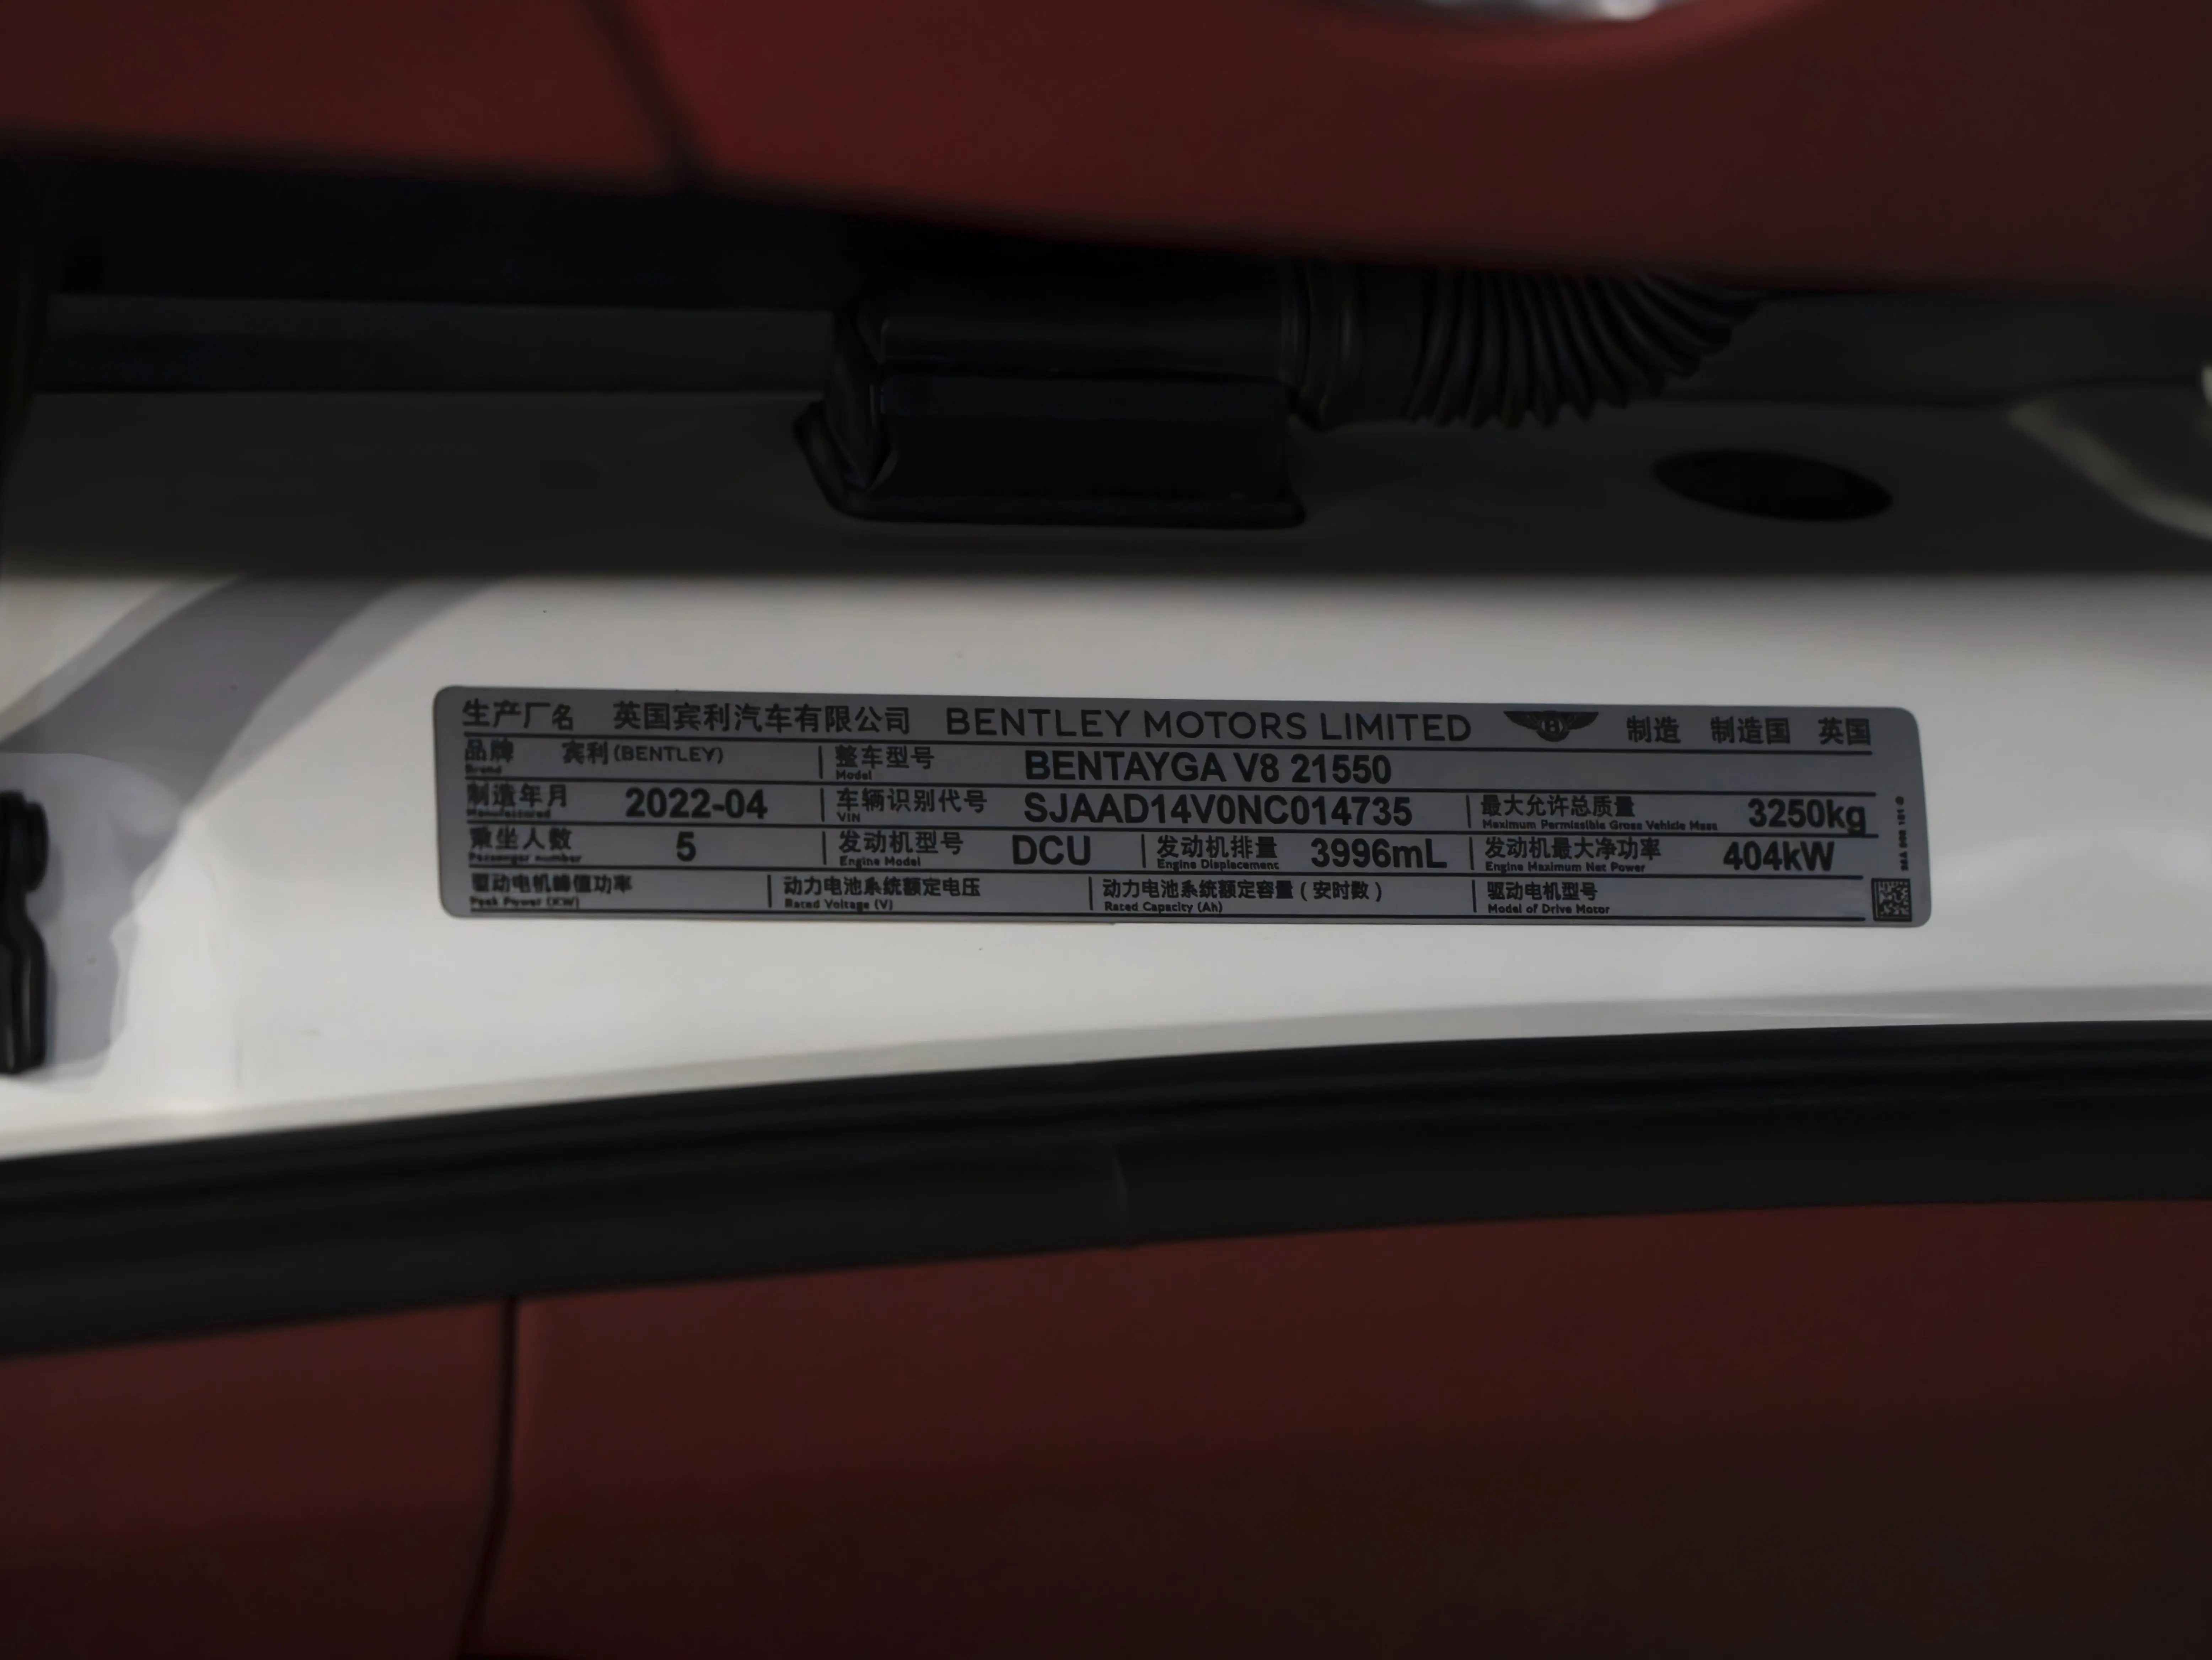 生产厂名 英国宾利汽车有限公司 BENTLEY MOTORS LIMITED B 制造 制造国 英国
品牌 宾利(BENTLEY) 整车型号 BENTAYGA V8 21550
Brand Model
制造年月 2022-04 车辆识别代号 SJAAD14V0NC014735 最大允许总质量 3250kg
Manufactured VIN Maximum Permissible Gross Vehicle Mass
乘坐人数 5 发动机型号 DCU 发动机排量 3996mL 发动机最大净功率 404kW
Passenger number Engine Model Engine Displacement Engine Maximum Net Power
驱动电机峰值功率 动力电池系统额定电压 动力电池系统额定容量(安时数) 驱动电机型号
Peak Power (KW) Rated Voltage (V) Rated Capacity (Ah) Model of Drive Motor